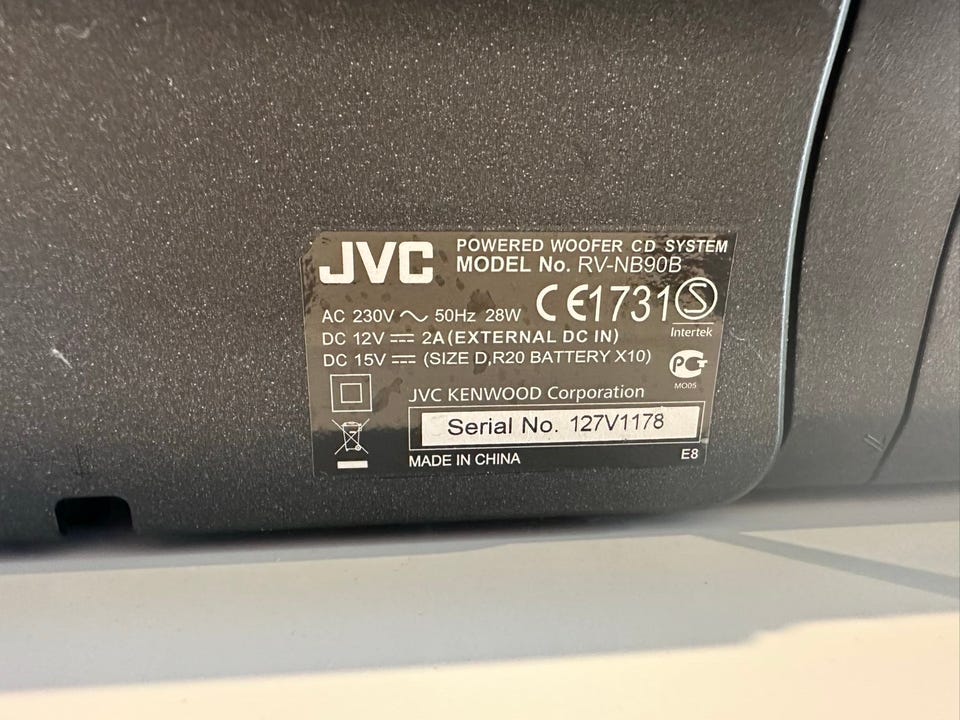 JVC
POWERED WOOFER CD SYSTEM
MODEL No. RV-NB90B
CE1731 S
Intertek
AC 230V ~ 50Hz 28W
DC 12V ⎓ 2A(EXTERNAL DC IN)
DC 15V ⎓ (SIZE D,R20 BATTERY X10)
PCT
MO05
JVC KENWOOD Corporation
Serial No. 127V1178
MADE IN CHINA
E8